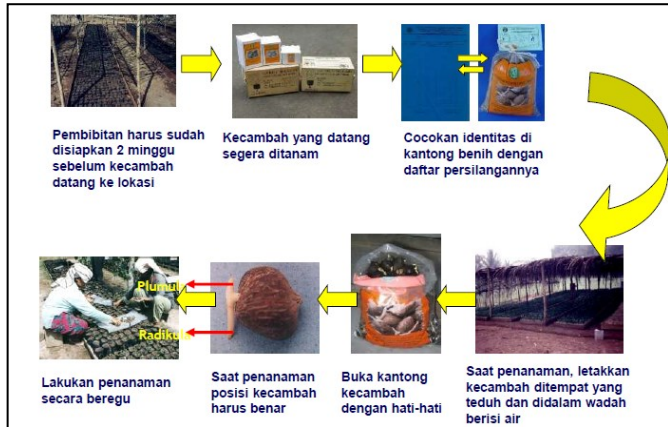 Pembibitan harus sudah
disiapkan 2 minggu
sebelum kecambah
datang ke lokasi
Kecambah yang datang
segera ditanam
Cocokan identitas di
kantong benih dengan
daftar persilangannya
Saat penanaman, letakkan
kecambah ditempat yang
teduh dan didalam wadah
berisi air
Buka kantong
kecambah
dengan hati-hati
Plumul
Radikul
Saat penanaman
posisi kecambah
harus benar
Lakukan penanaman
secara beregu